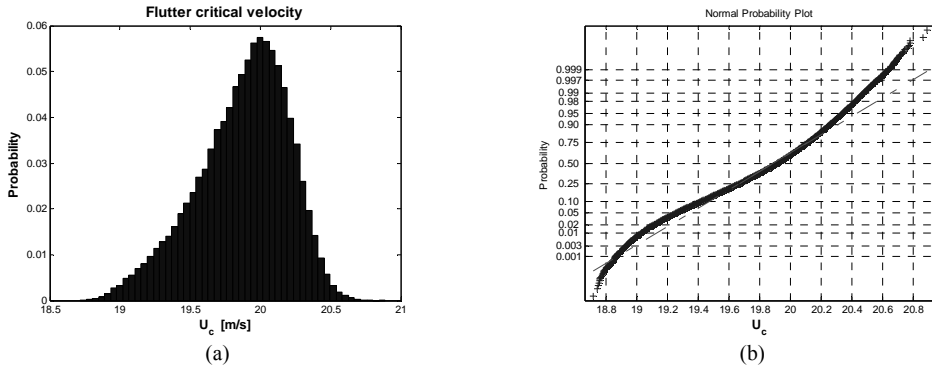 Flutter critical velocity
0.06
0.05
0.04
0.03
0.02
0.01
0
Probability
18.5 19 19.5 20 20.5 21
U_c [m/s]
(a)
Normal Probability Plot
0.999
0.997
0.99
0.98
0.95
0.90
0.75
0.50
0.25
0.10
0.05
0.02
0.01
0.003
0.001
Probability
18.8 19 19.2 19.4 19.6 19.8 20 20.2 20.4 20.6 20.8
U_c
(b)